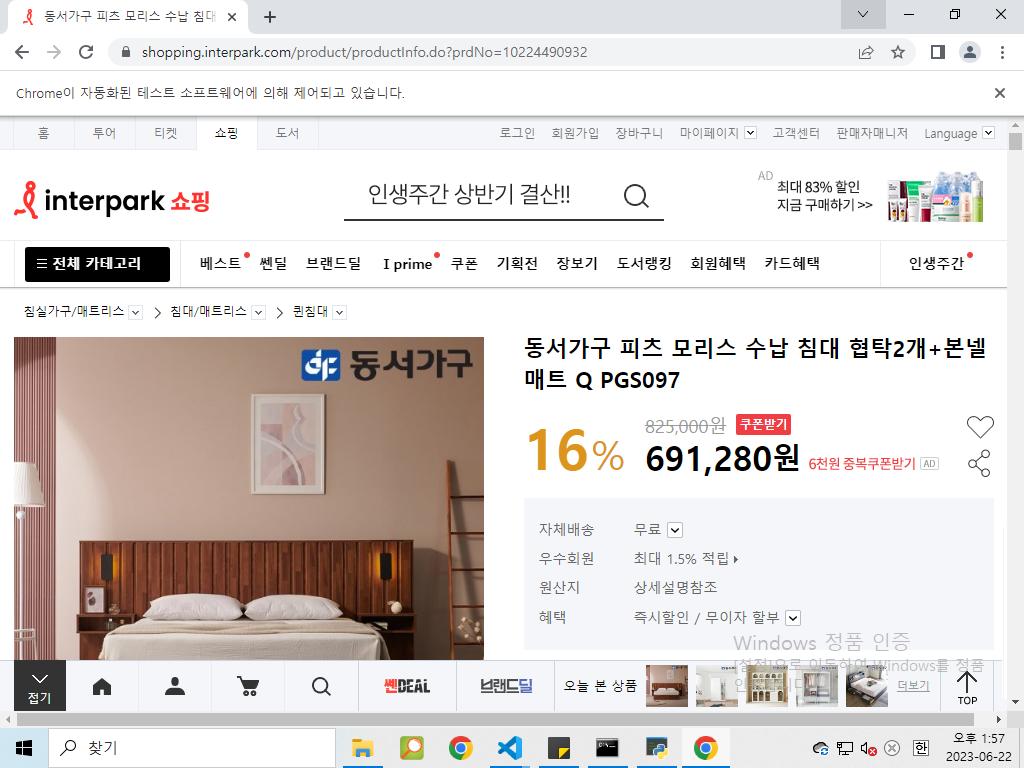 동서가구 피츠 모리스 수납 침대
shopping.interpark.com/product/productInfo.do?prdNo=10224490932
Chrome이 자동화된 테스트 소프트웨어에 의해 제어되고 있습니다.
홈 투어 티켓 쇼핑 도서 로그인 회원가입 장바구니 마이페이지 고객센터 판매자매니저 Language
interpark 쇼핑
인생주간 상반기 결산!!
AD 최대 83% 할인
지금 구매하기 >>
전체 카테고리 베스트 쎈딜 브랜드딜 I prime 쿠폰 기획전 장보기 도서랭킹 회원혜택 카드혜택 인생주간
침실가구/매트리스 침대/매트리스 퀸침대
동서가구
동서가구 피츠 모리스 수납 침대 협탁2개+본넬
매트 Q PGS097
16%
825,000원 쿠폰받기
691,280원 6천원 중복쿠폰받기 AD
자체배송 무료
우수회원 최대 1.5% 적립
원산지 상세설명참조
혜택 즉시할인 / 무이자 할부
Windows 정품 인증
[설정]으로 이동하여 Windows를 정품
접기
쎈DEAL
브랜드딜
오늘 본 상품
더보기
TOP
찾기
한
오후 1:57
2023-06-22